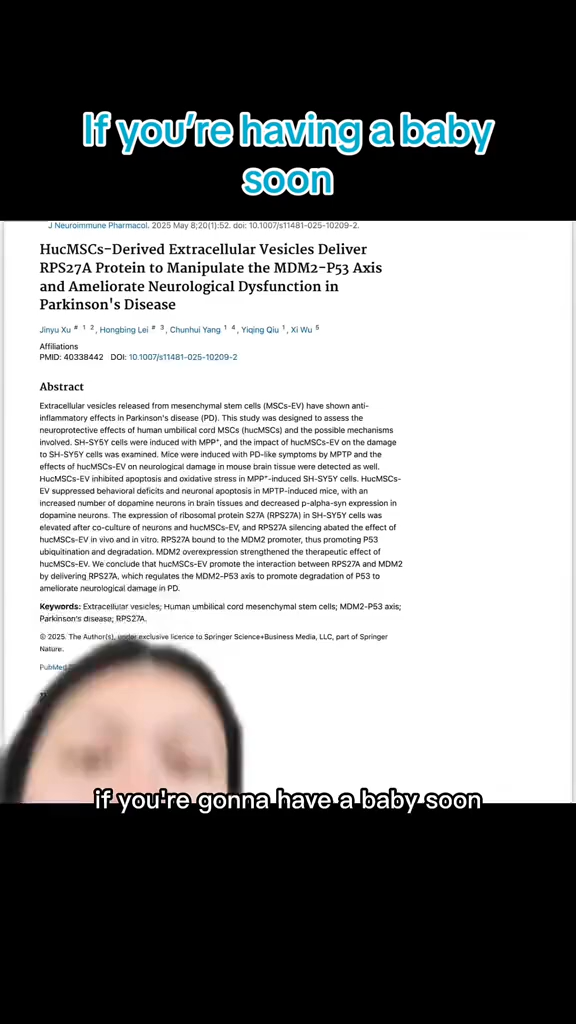 If you're having a baby
soon
J Neuroimmune Pharmacol. 2025 May 8;20(1):52. doi: 10.1007/s11481-025-10209-2.
HucMSCs-Derived Extracellular Vesicles Deliver
RPS27A Protein to Manipulate the MDM2-P53 Axis
and Ameliorate Neurological Dysfunction in
Parkinson's Disease
Jinyu Xu # 1 2, Hongbing Lei # 3, Chunhui Yang 1 4, Yiqing Qiu 1, Xi Wu 5
Affiliations
PMID: 40338442 DOI: 10.1007/s11481-025-10209-2
Abstract
Extracellular vesicles released from mesenchymal stem cells (MSCs-EV) have shown anti-
inflammatory effects in Parkinson's disease (PD). This study was designed to assess the
neuroprotective effects of human umbilical cord MSCs (hucMSCs) and the possible mechanisms
involved. SH-SY5Y cells were induced with MPP+, and the impact of hucMSCs-EV on the damage
to SH-SY5Y cells was examined. Mice were induced with PD-like symptoms by MPTP and the
effects of hucMSCs-EV on neurological damage in mouse brain tissue were detected as well.
HucMSCs-EV inhibited apoptosis and oxidative stress in MPP+-induced SH-SY5Y cells. HucMSCs-
EV suppressed behavioral deficits and neuronal apoptosis in MPTP-induced mice, with an
increased number of dopamine neurons in brain tissues and decreased p-alpha-syn expression in
dopamine neurons. The expression of ribosomal protein S27A (RPS27A) in SH-SY5Y cells was
elevated after co-culture of neurons and hucMSCs-EV, and RPS27A silencing abated the effect of
hucMSCs-EV in vivo and in vitro. RPS27A bound to the MDM2 promoter, thus promoting P53
ubiquitination and degradation. MDM2 overexpression strengthened the therapeutic effect of
hucMSCs-EV. We conclude that hucMSCs-EV promote the interaction between RPS27A and MDM2
by delivering RPS27A, which regulates the MDM2-P53 axis to promote degradation of P53 to
ameliorate neurological damage in PD.
Keywords: Extracellular vesicles; Human umbilical cord mesenchymal stem cells; MDM2-P53 axis;
Parkinson's disease; RPS27A.
© 2025. The Author(s), under exclusive licence to Springer Science+Business Media, LLC, part of Springer
Nature.
PubMed
if you're gonna have a baby soon